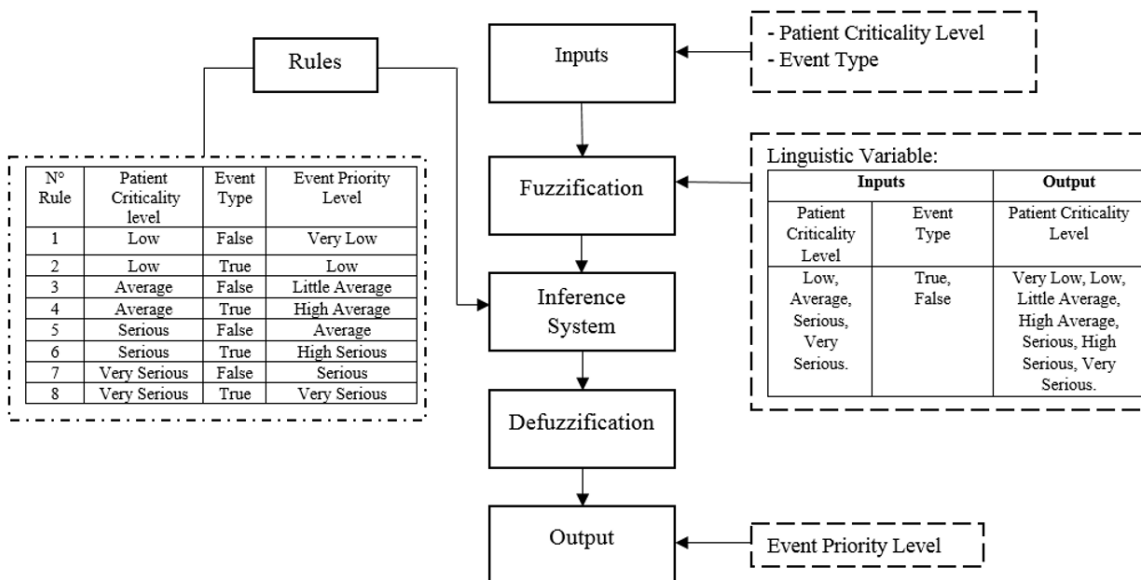 Rules
Inputs
- Patient Criticality Level
- Event Type
N° Rule | Patient Criticality level | Event Type | Event Priority Level
1 | Low | False | Very Low
2 | Low | True | Low
3 | Average | False | Little Average
4 | Average | True | High Average
5 | Serious | False | Average
6 | Serious | True | High Serious
7 | Very Serious | False | Serious
8 | Very Serious | True | Very Serious
Fuzzification
Linguistic Variable:
Inputs | Output
Patient Criticality Level | Event Type | Patient Criticality Level
Low, Average, Serious, Very Serious. | True, False | Very Low, Low, Little Average, High Average, Serious, High Serious, Very Serious.
Inference
System
Defuzzification
Output
Event Priority Level